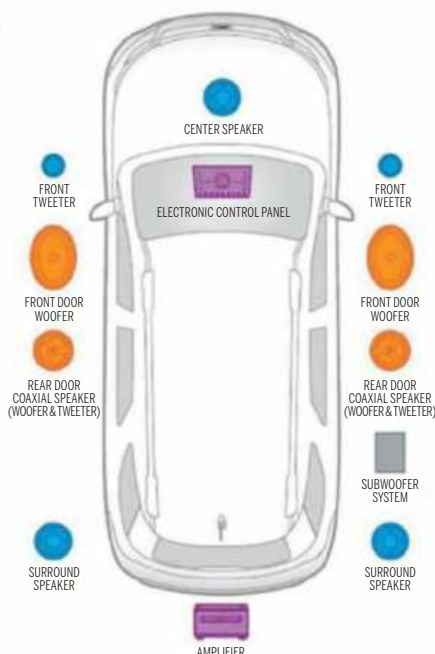 CENTER SPEAKER
FRONT
TWEETER
FRONT
TWEETER
ELECTRONIC CONTROL PANEL
FRONT DOOR
WOOFER
FRONT DOOR
WOOFER
REAR DOOR
COAXIAL SPEAKER
(WOOFER & TWEETER)
REAR DOOR
COAXIAL SPEAKER
(WOOFER & TWEETER)
SUBWOOFER
SYSTEM
SURROUND
SPEAKER
SURROUND
SPEAKER
AMPLIFIER